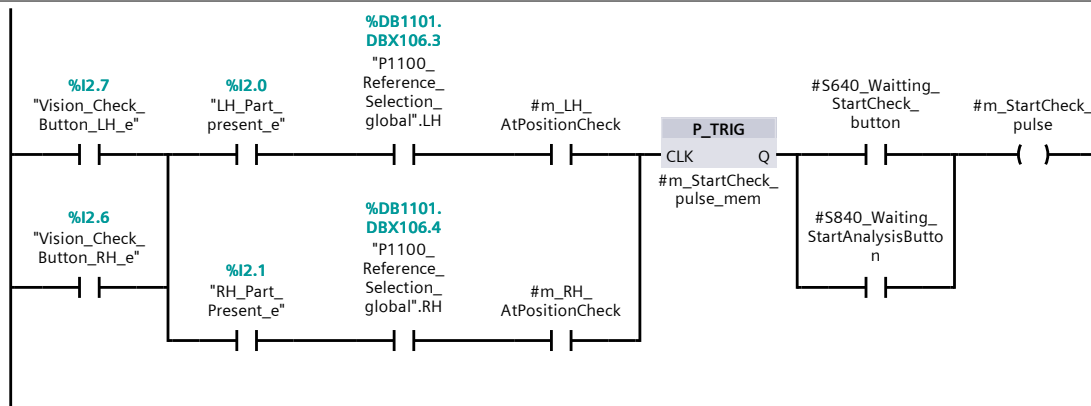 %DB1101.
DBX106.3
%I2.7
%I2.0
"P1100_
Reference_
Selection_
global".LH
"Vision_Check_
Button_LH_e"
"LH_Part_
present_e"
#m_LH_
AtPositionCheck
P_TRIG
CLK Q
#m_StartCheck_
pulse_mem
#S640_Waitting_
StartCheck_
button
#m_StartCheck_
pulse
%I2.6
"Vision_Check_
Button_RH_e"
%I2.1
"RH_Part_
Present_e"
%DB1101.
DBX106.4
"P1100_
Reference_
Selection_
global".RH
#m_RH_
AtPositionCheck
#S840_Waiting_
StartAnalysisButto
n